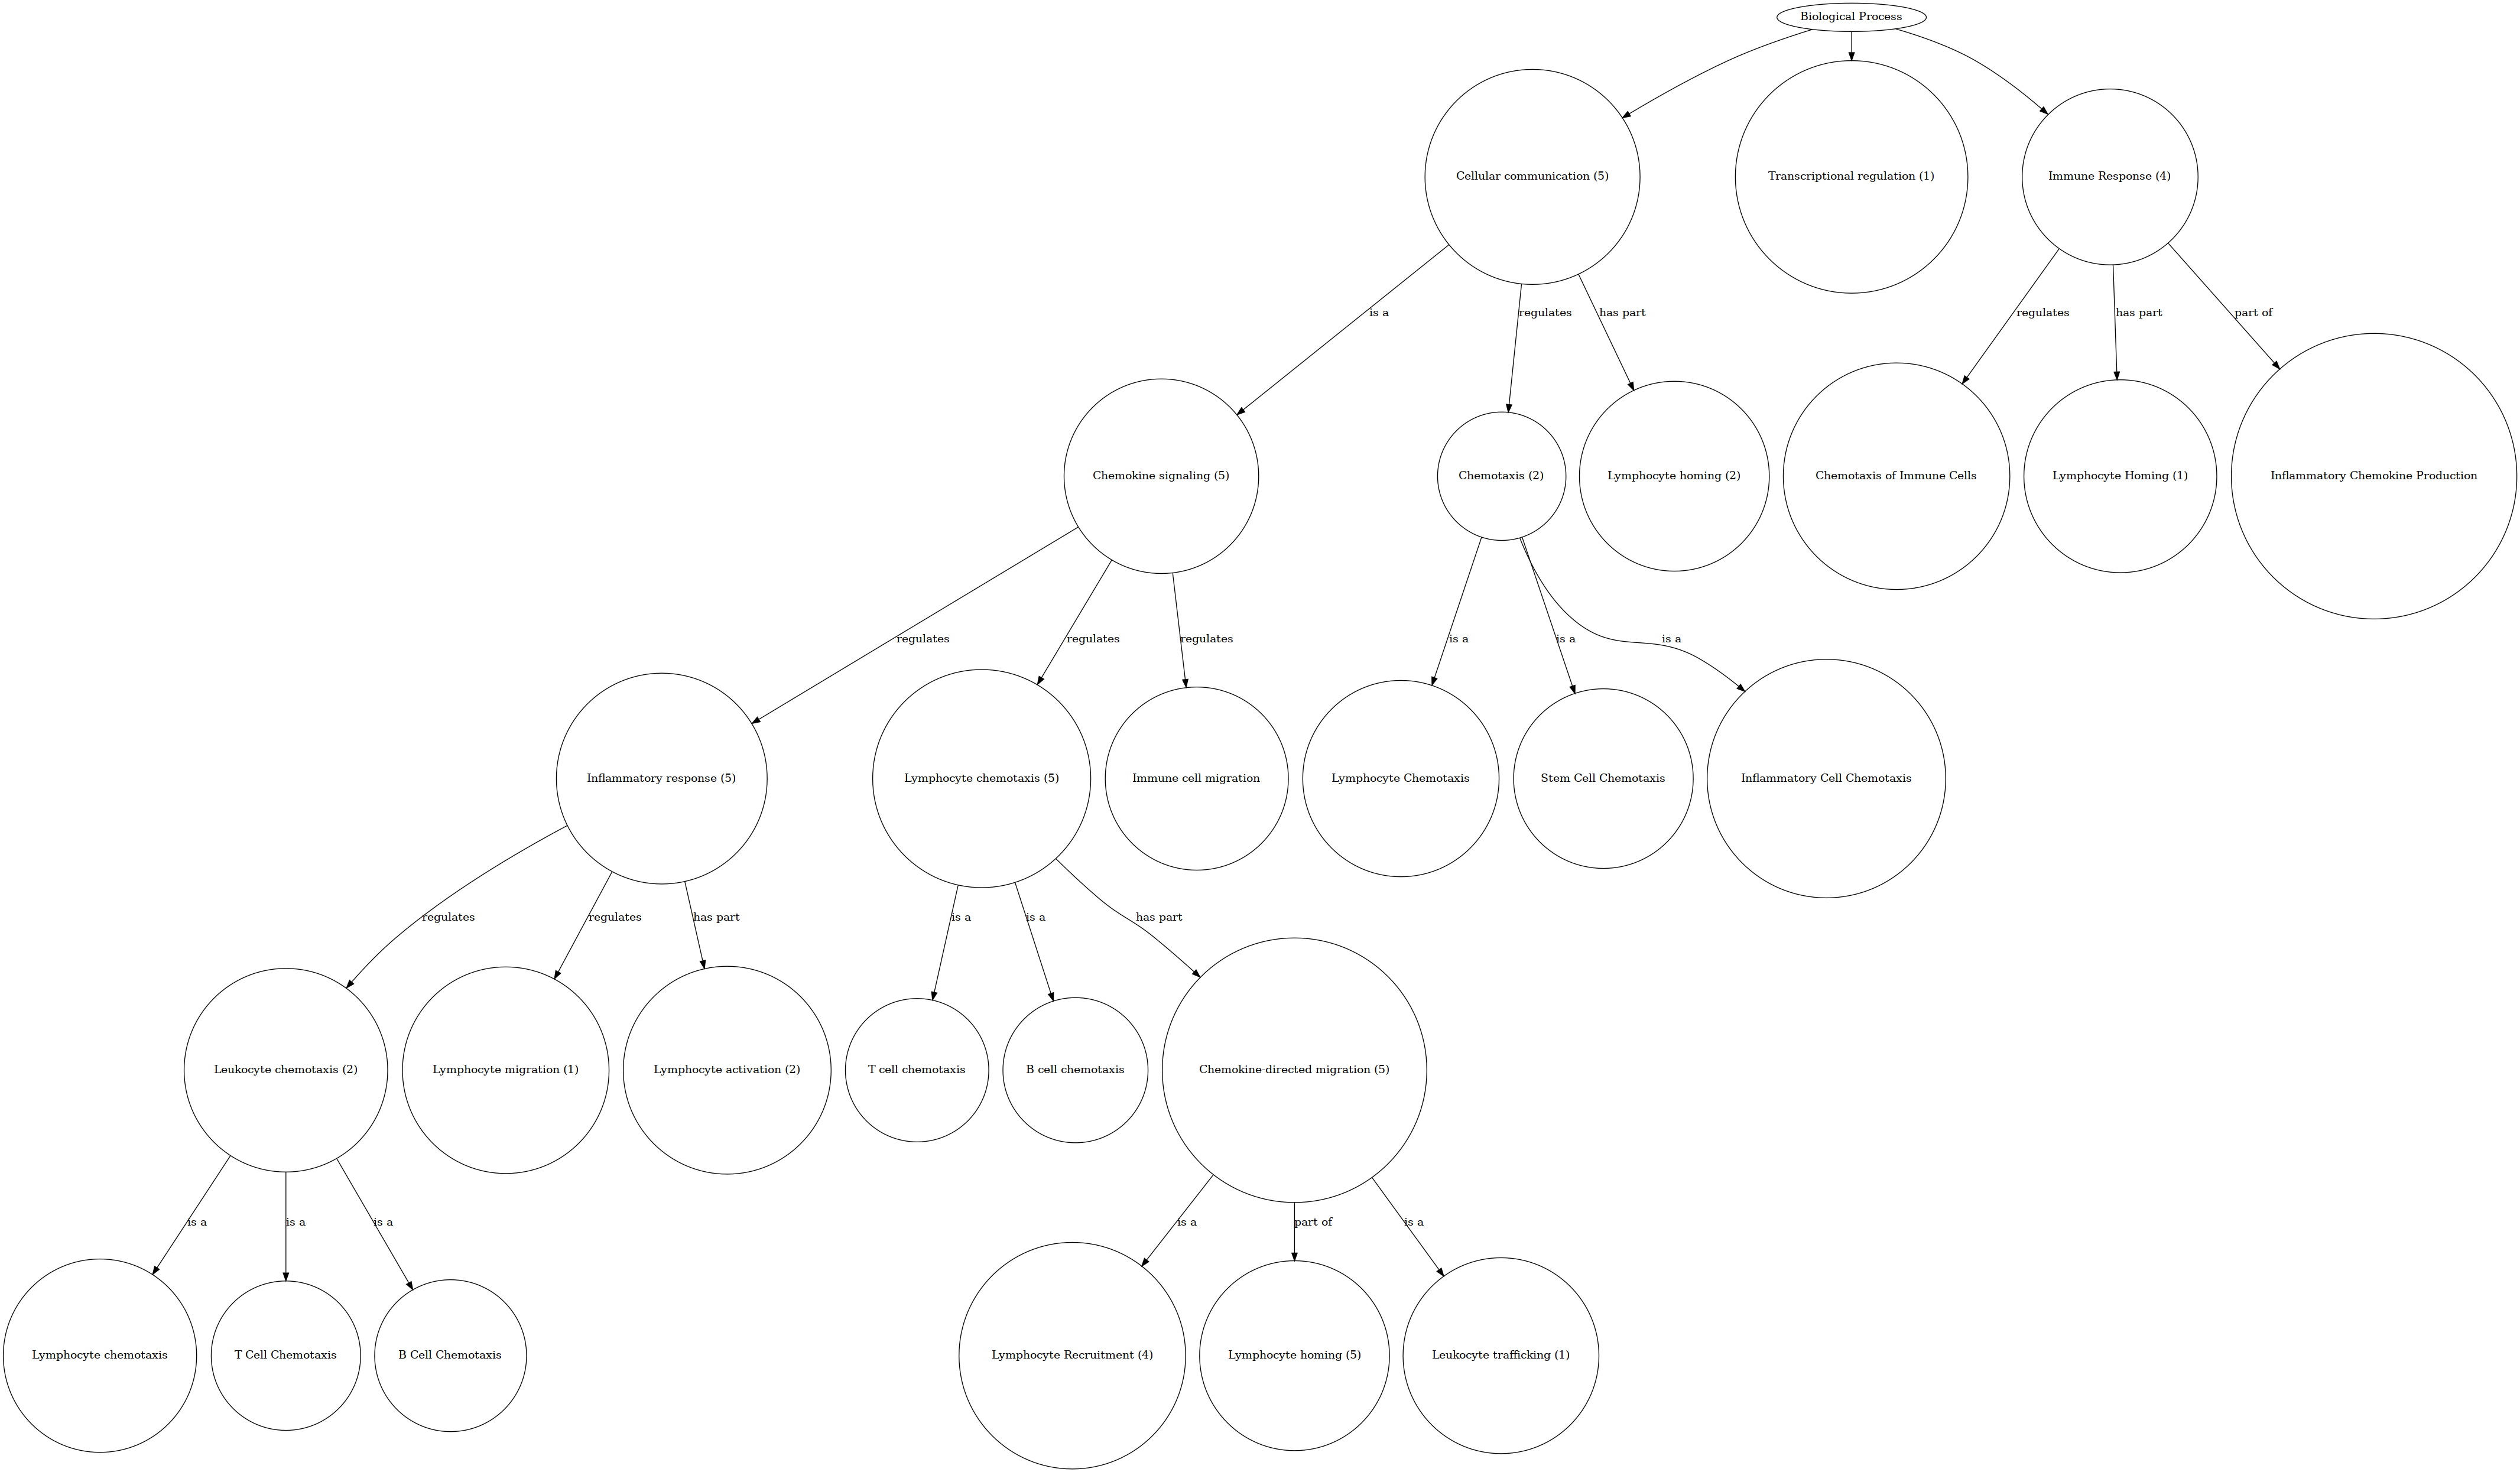 Biological Process
Cellular communication (5)
Transcriptional regulation (1)
Immune Response (4)
is a
regulates
has part
regulates
has part
part of
Chemokine signaling (5)
Chemotaxis (2)
Lymphocyte homing (2)
Chemotaxis of Immune Cells
Lymphocyte Homing (1)
Inflammatory Chemokine Production
regulates
regulates
regulates
is a
is a
is a
Inflammatory response (5)
Lymphocyte chemotaxis (5)
Immune cell migration
Lymphocyte Chemotaxis
Stem Cell Chemotaxis
Inflammatory Cell Chemotaxis
regulates
regulates
has part
is a
is a
has part
Leukocyte chemotaxis (2)
Lymphocyte migration (1)
Lymphocyte activation (2)
T cell chemotaxis
B cell chemotaxis
Chemokine-directed migration (5)
is a
is a
is a
is a
part of
is a
Lymphocyte chemotaxis
T Cell Chemotaxis
B Cell Chemotaxis
Lymphocyte Recruitment (4)
Lymphocyte homing (5)
Leukocyte trafficking (1)